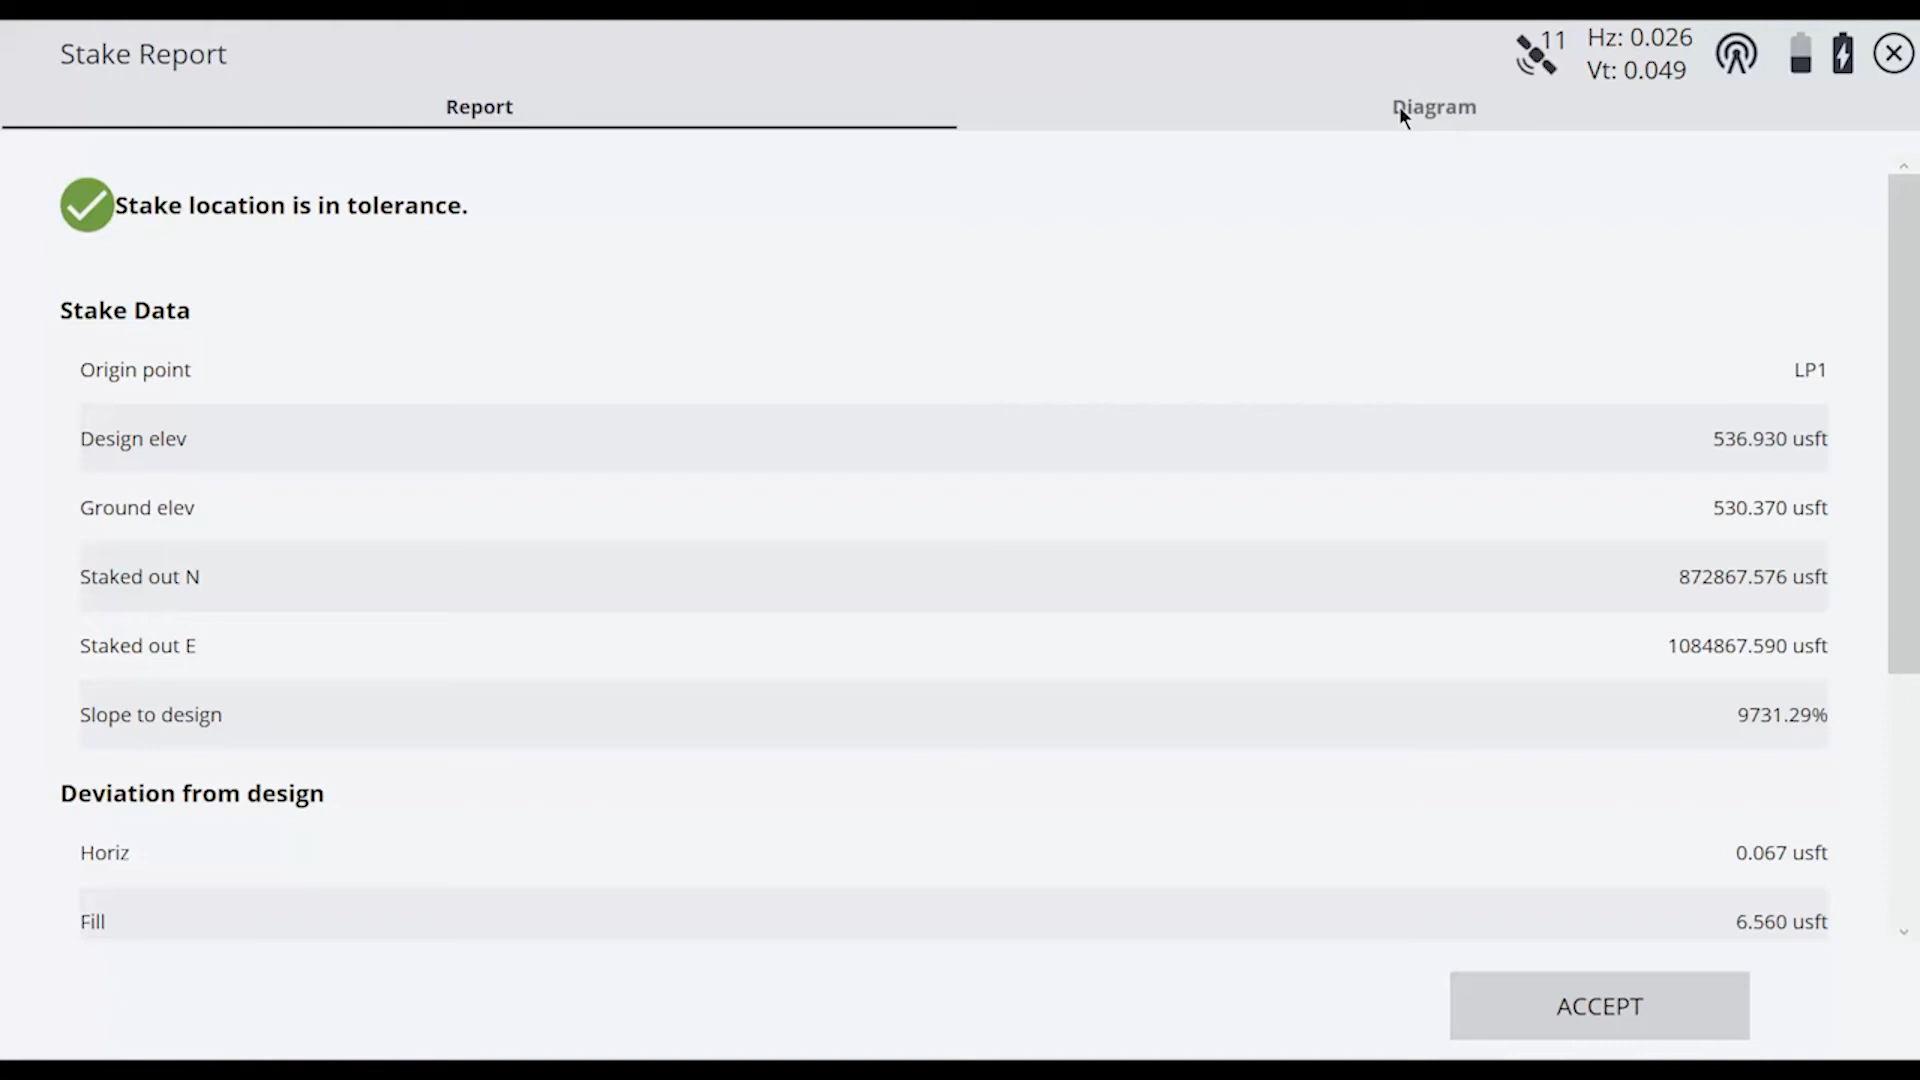 Stake Report
11
Hz: 0.026
Vt: 0.049
Report
Diagram
Stake location is in tolerance.
Stake Data
Origin point LP1
Design elev 536.930 usft
Ground elev 530.370 usft
Staked out N 872867.576 usft
Staked out E 1084867.590 usft
Slope to design 9731.29%
Deviation from design
Horiz 0.067 usft
Fill 6.560 usft
ACCEPT